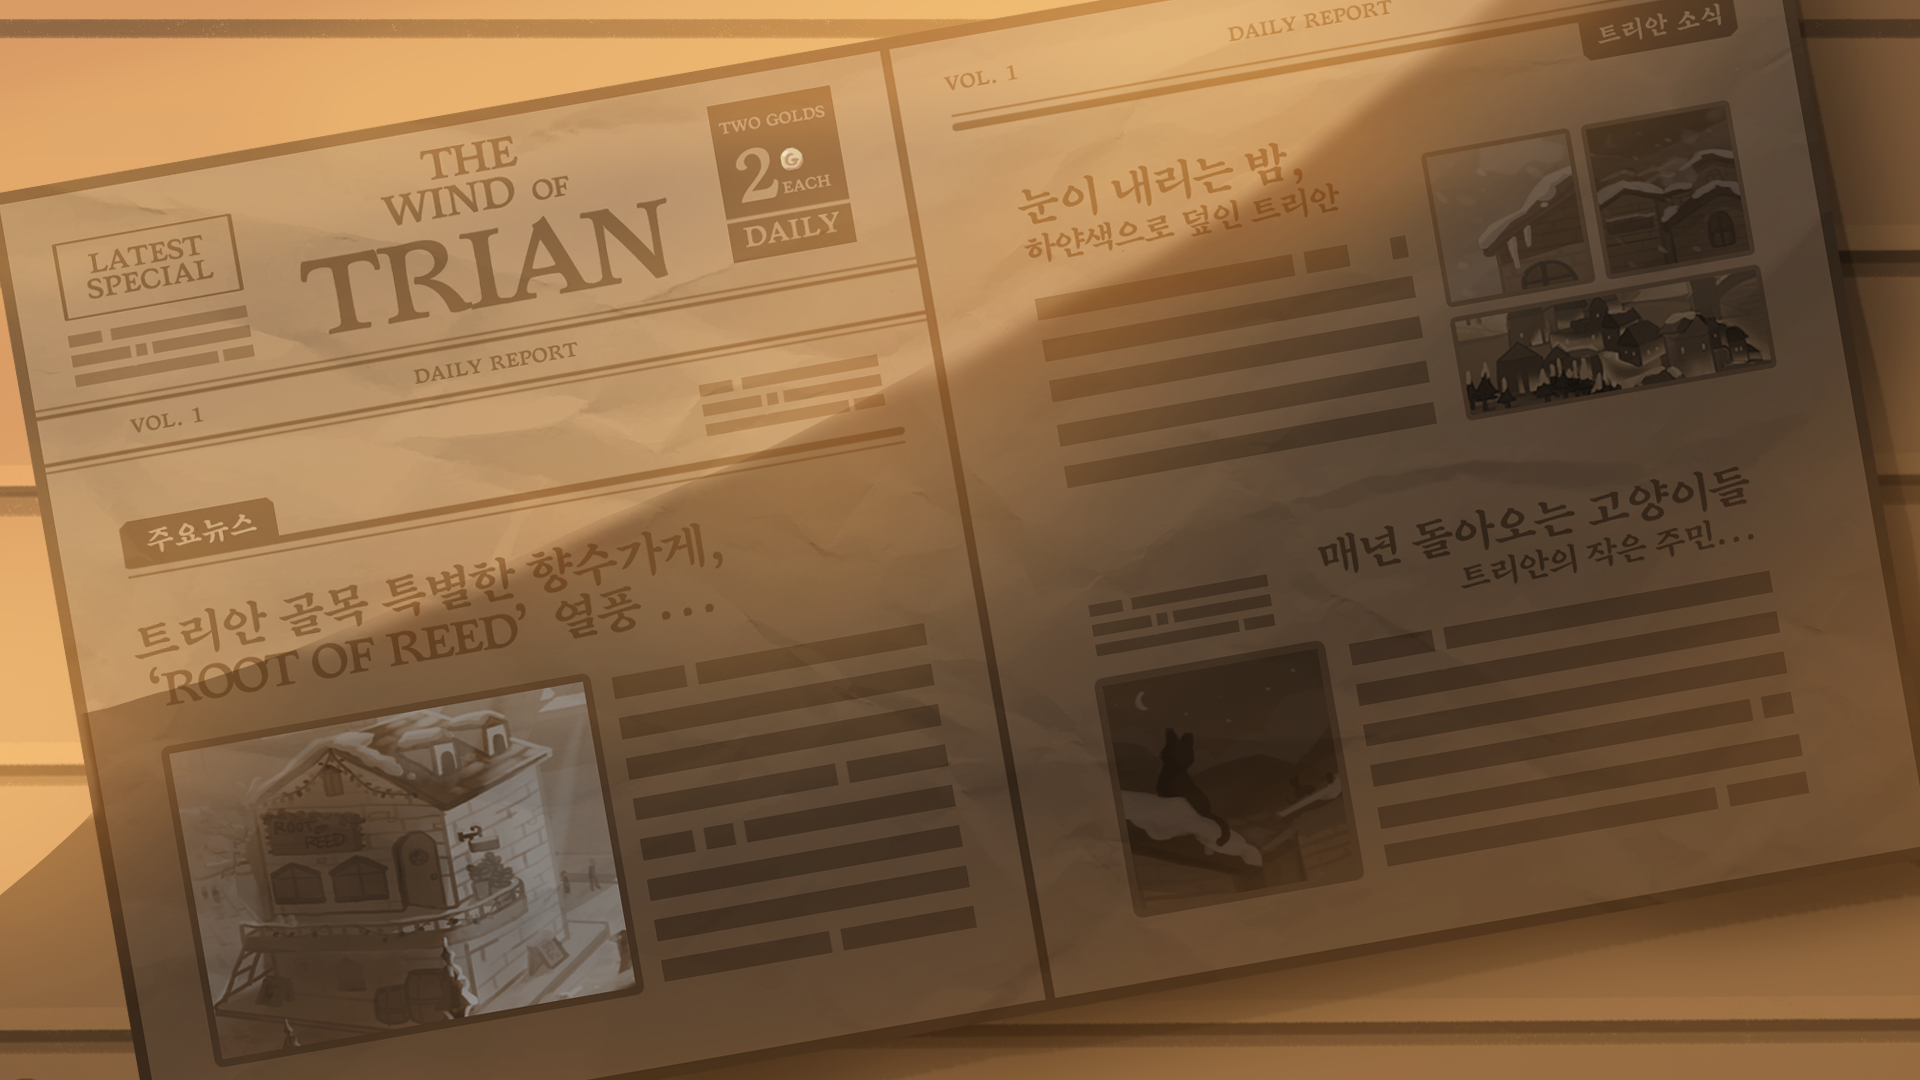 LATEST
SPECIAL
THE
WIND OF
TRIAN
TWO GOLDS
2 G
EACH
DAILY
DAILY REPORT
VOL. 1
주요뉴스
트리안 골목 특별한 향수가게,
‘ROOT OF REED’ 열풍 ...
ROOT OF
REED
VOL. 1
DAILY REPORT
트리안 소식
눈이 내리는 밤,
하얀색으로 덮인 트리안
매년 돌아오는 고양이들
트리안의 작은 주민...